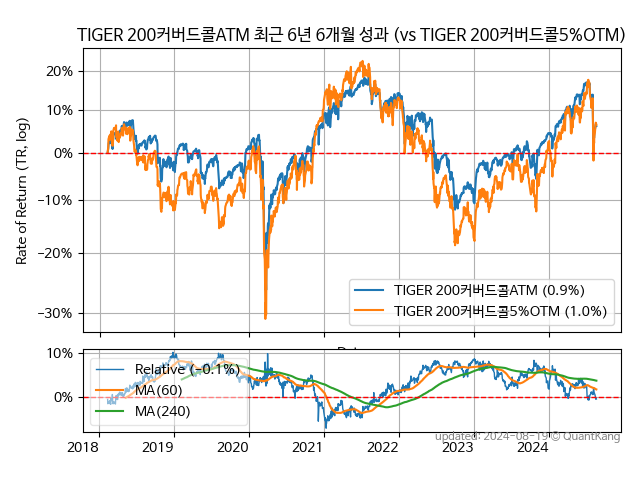 TIGER 200커버드콜ATM 최근 6년 6개월 성과 (vs TIGER 200커버드콜5%OTM)
Rate of Return (TR, log)
20%
10%
0%
−10%
−20%
−30%
TIGER 200커버드콜ATM (0.9%)
TIGER 200커버드콜5%OTM (1.0%)
10%
0%
Relative (−0.1%)
MA(60)
MA(240)
2018
2019
2020
2021
2022
2023
2024
updated: 2024-08-19 © QuantKang